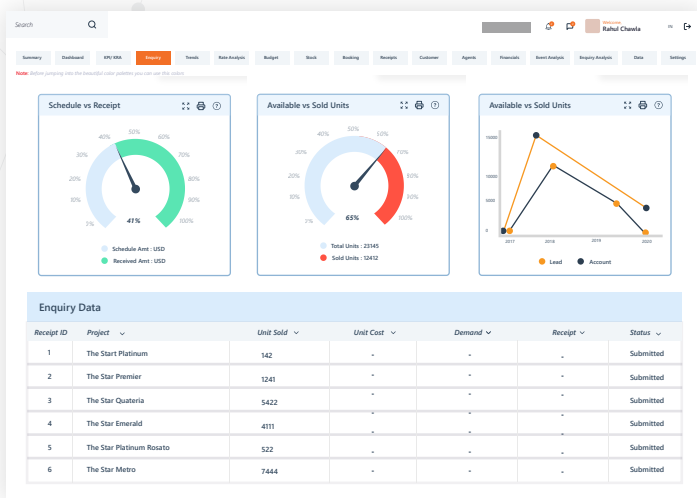 Search
Welcome,
Rahul Chawla
IN
Summary Dashboard KPI/ KRA Enquiry Trends Rate Analysis Budget Stock Booking Receipts Customer Agents Financials Event Analysis Enquiry Analysis Data Settings
Note: Before jumping into the beautiful color palettes you can use this colors
Schedule vs Receipt
0%
10%
20%
30%
40%
50%
60%
70%
80%
90%
100%
41%
Schedule Amt : USD
Received Amt : USD
Available vs Sold Units
0%
10%
20%
30%
40%
50%
50%
70%
80%
90%
100%
65%
Total Units : 23145
Sold Units : 12412
Available vs Sold Units
15000
10000
5000
0
2017 2018 2019 2020
Lead Account
Enquiry Data
Receipt ID Project Unit Sold Unit Cost Demand Receipt Status
1 The Start Platinum 142 - - - Submitted
2 The Star Premier 1241 - - - Submitted
3 The Star Quateria 5422 - - - Submitted
4 The Star Emerald 4111 - - - Submitted
5 The Star Platinum Rosato 522 - - - Submitted
6 The Star Metro 7444 - - - Submitted